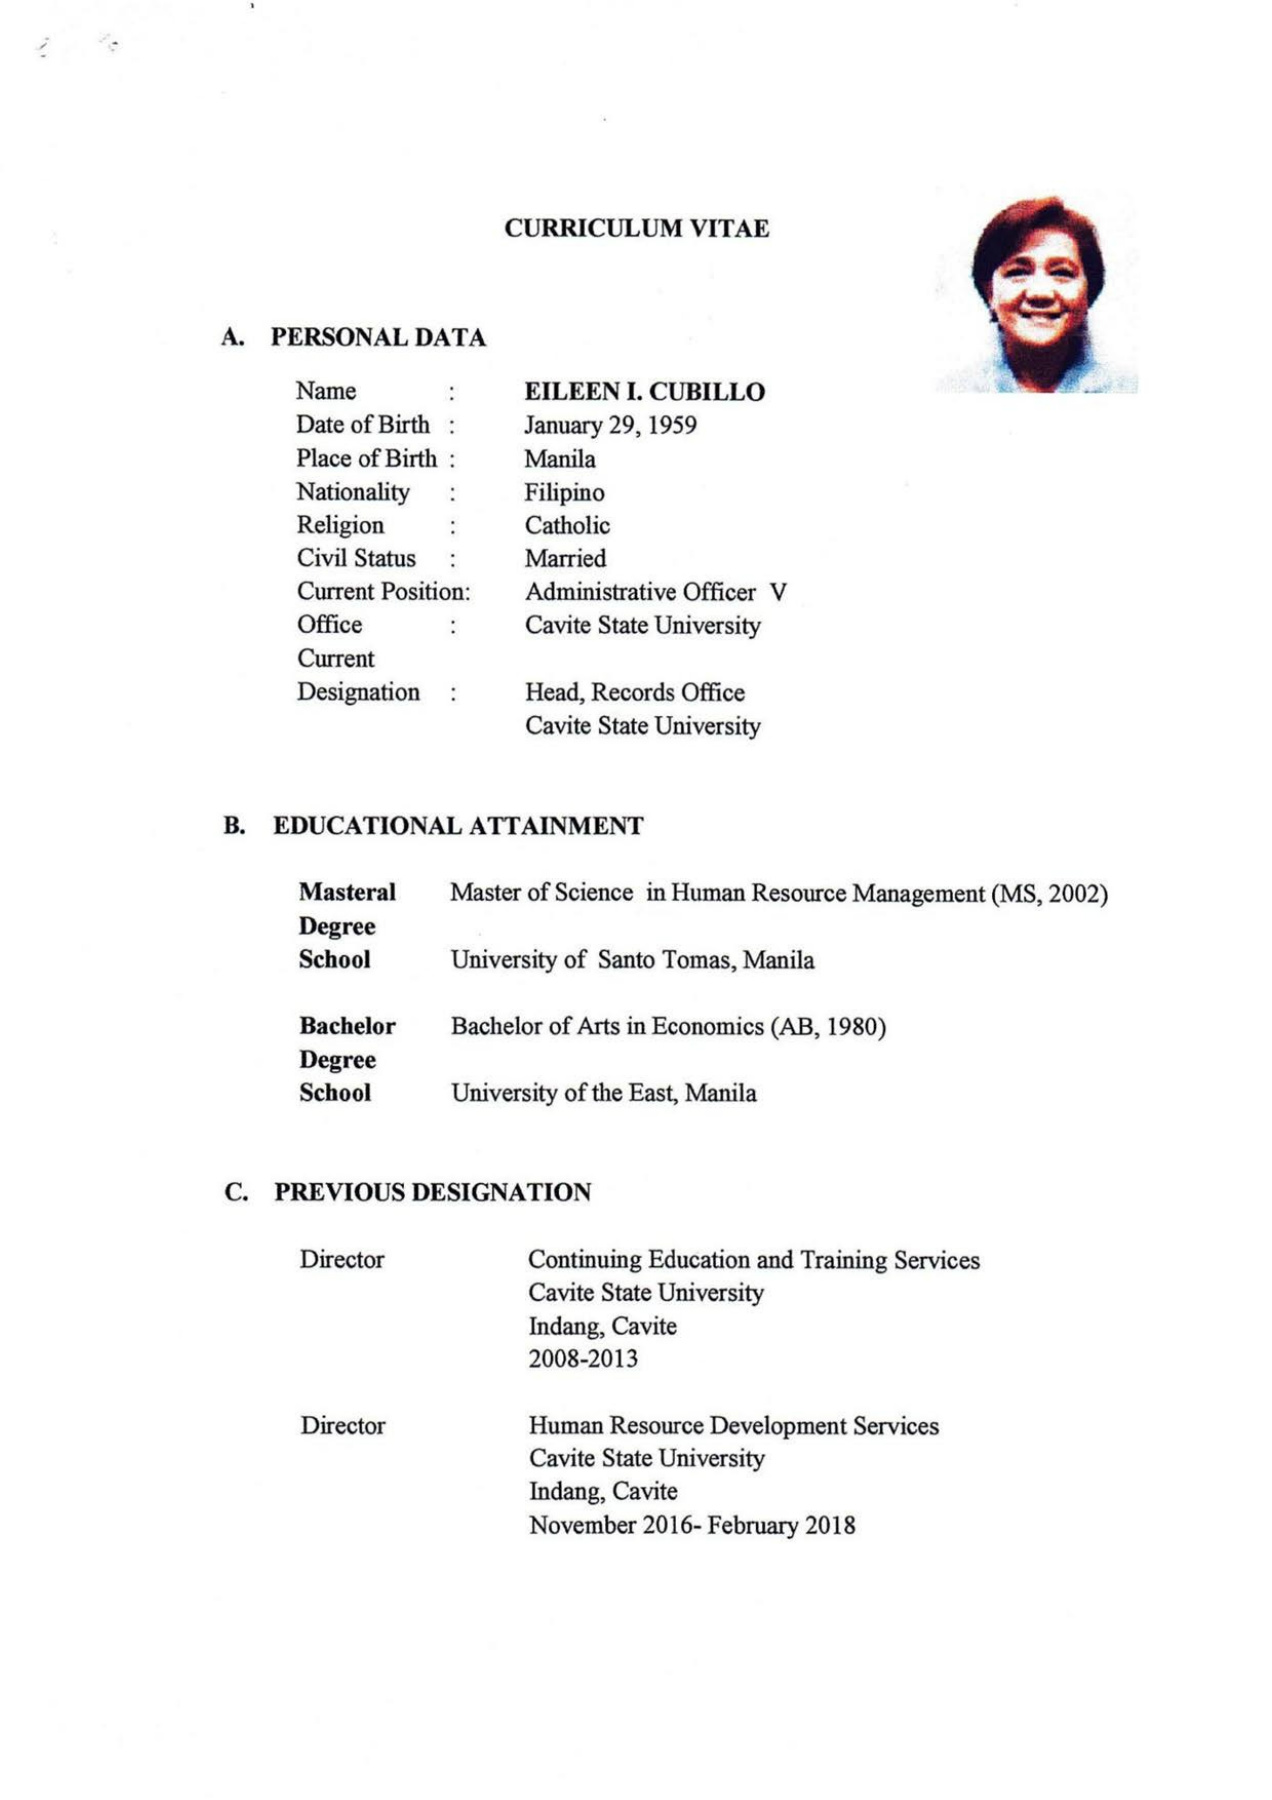 CURRICULUM VITAE
A. PERSONAL DATA
Name : EILEEN I. CUBILLO
Date of Birth : January 29, 1959
Place of Birth : Manila
Nationality : Filipino
Religion : Catholic
Civil Status : Married
Current Position: Administrative Officer V
Office : Cavite State University
Current
Designation : Head, Records Office
Cavite State University
B. EDUCATIONAL ATTAINMENT
Masteral Master of Science in Human Resource Management (MS, 2002)
Degree
School University of Santo Tomas, Manila
Bachelor Bachelor of Arts in Economics (AB, 1980)
Degree
School University of the East, Manila
C. PREVIOUS DESIGNATION
Director Continuing Education and Training Services
Cavite State University
Indang, Cavite
2008-2013
Director Human Resource Development Services
Cavite State University
Indang, Cavite
November 2016- February 2018